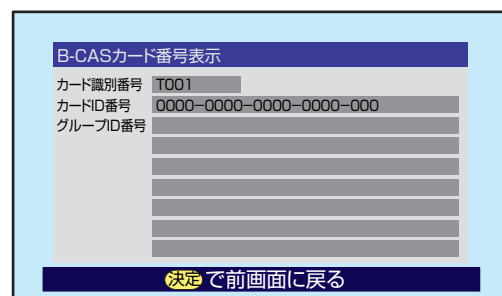 B-CASカード番号表示
カード識別番号 T001
カードID番号 0000-0000-0000-0000-000
グループID番号
決定で前画面に戻る